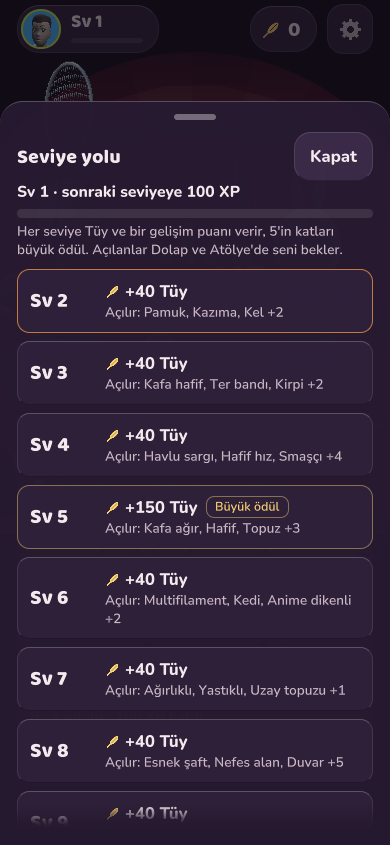 Sv 1
0
Seviye yolu
Kapat
Sv 1 · sonraki seviyeye 100 XP
Her seviye Tüy ve bir gelişim puanı verir, 5'in katları
büyük ödül. Açılanlar Dolap ve Atölye'de seni bekler.
Sv 2
+40 Tüy
Açılır: Pamuk, Kazıma, Kel +2
Sv 3
+40 Tüy
Açılır: Kafa hafif, Ter bandı, Kirpi +2
Sv 4
+40 Tüy
Açılır: Havlu sargı, Hafif hız, Smaşçı +4
Sv 5
+150 Tüy Büyük ödül
Açılır: Kafa ağır, Hafif, Topuz +3
Sv 6
+40 Tüy
Açılır: Multifilament, Kedi, Anime dikenli
+2
Sv 7
+40 Tüy
Açılır: Ağırlıklı, Yastıklı, Uzay topuzu +1
Sv 8
+40 Tüy
Açılır: Esnek şaft, Nefes alan, Duvar +5
Sv 9
+40 Tüy